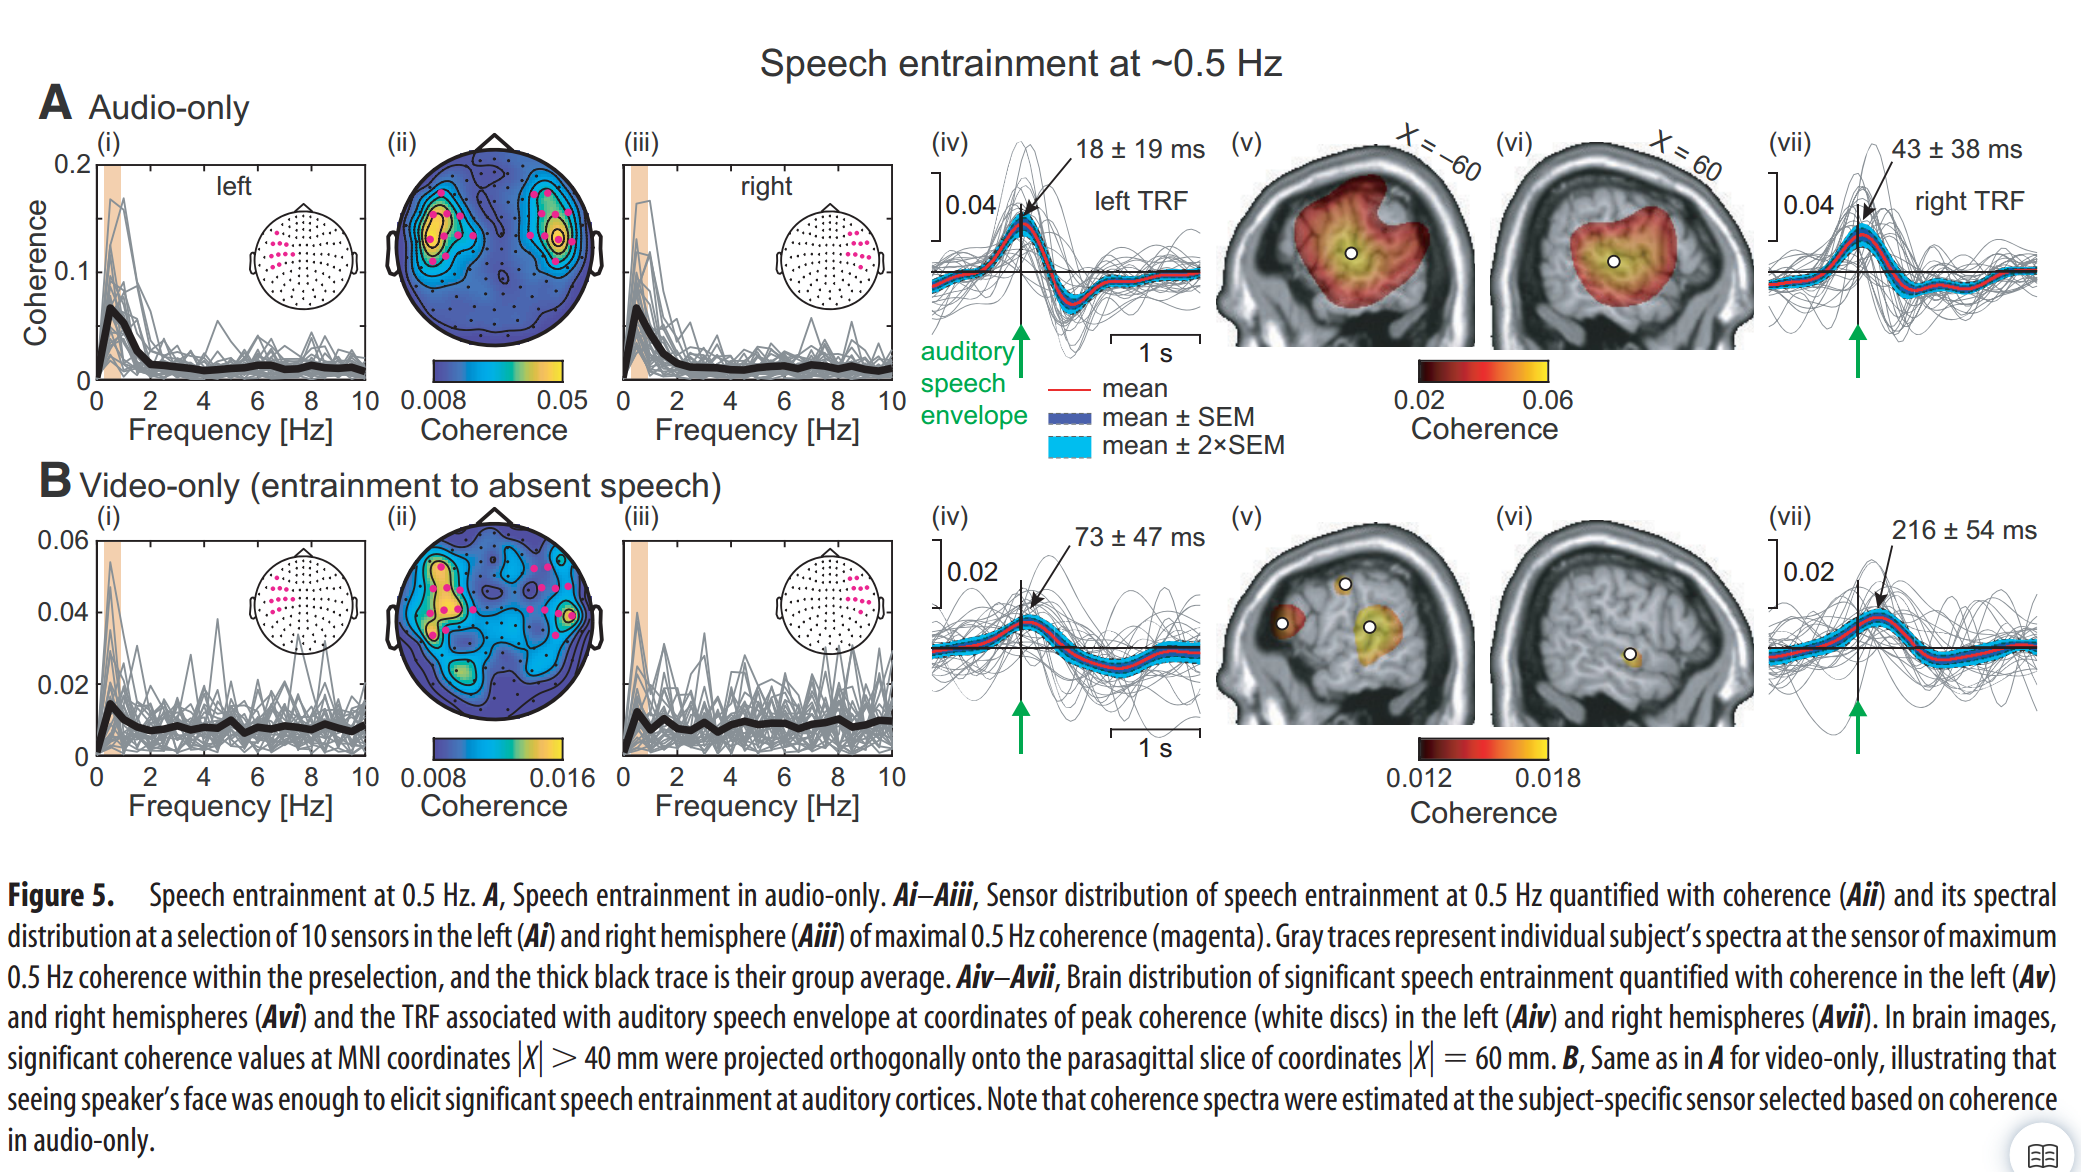 Speech entrainment at ~0.5 Hz
A Audio-only
(i)
(ii)
(iii)
(iv)
18 ± 19 ms
(v)
X = –60
(vi)
X = 60
(vii)
43 ± 38 ms
0.2
left
right
0.04
left TRF
0.04
right TRF
Coherence
0.1
0
0 2 4 6 8 10
Frequency [Hz]
0.008 0.05
Coherence
0 2 4 6 8 10
Frequency [Hz]
auditory
speech
envelope
1 s
mean
mean ± SEM
mean ± 2×SEM
0.02 0.06
Coherence
B Video-only (entrainment to absent speech)
(i)
(ii)
(iii)
(iv)
73 ± 47 ms
(v)
(vi)
(vii)
216 ± 54 ms
0.06
0.02
0.02
0.04
0.02
0
0 2 4 6 8 10
Frequency [Hz]
0.008 0.016
Coherence
0 2 4 6 8 10
Frequency [Hz]
1 s
0.012 0.018
Coherence
Figure 5. Speech entrainment at 0.5 Hz. A, Speech entrainment in audio-only. Ai–Aiii, Sensor distribution of speech entrainment at 0.5 Hz quantified with coherence (Aii) and its spectral
distribution at a selection of 10 sensors in the left (Ai) and right hemisphere (Aiii) of maximal 0.5 Hz coherence (magenta). Gray traces represent individual subject's spectra at the sensor of maximum
0.5 Hz coherence within the preselection, and the thick black trace is their group average. Aiv–Avii, Brain distribution of significant speech entrainment quantified with coherence in the left (Av)
and right hemispheres (Avi) and the TRF associated with auditory speech envelope at coordinates of peak coherence (white discs) in the left (Aiv) and right hemispheres (Avii). In brain images,
significant coherence values at MNI coordinates |X| > 40 mm were projected orthogonally onto the parasagittal slice of coordinates |X| = 60 mm. B, Same as in A for video-only, illustrating that
seeing speaker's face was enough to elicit significant speech entrainment at auditory cortices. Note that coherence spectra were estimated at the subject-specific sensor selected based on coherence
in audio-only.